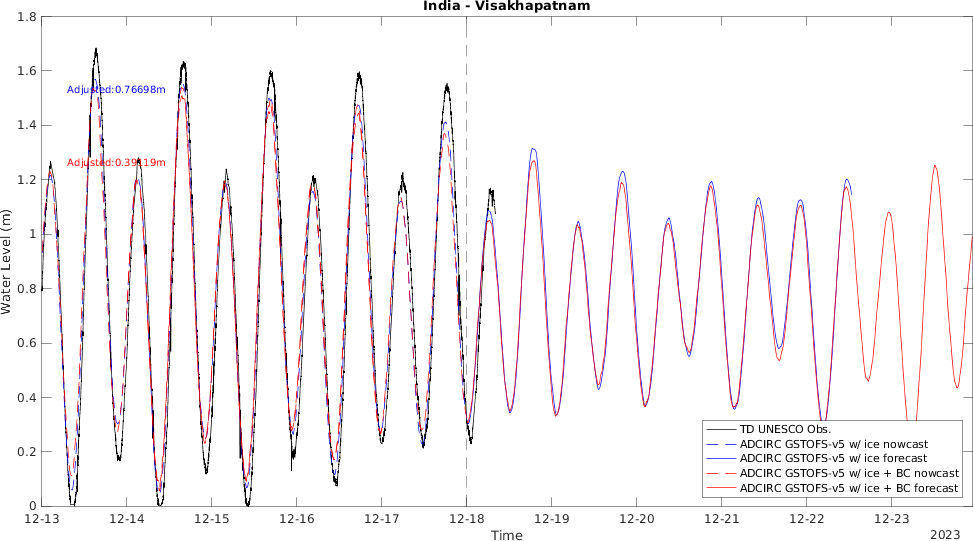 India - Visakhapatnam
1.8
1.6
1.4
1.2
1
0.8
0.6
0.4
0.2
0
Water Level (m)
Adjusted:0.76698m
Adjusted:0.39119m
TD UNESCO Obs.
ADCIRC GSTOFS-v5 w/ ice nowcast
ADCIRC GSTOFS-v5 w/ ice forecast
ADCIRC GSTOFS-v5 w/ ice + BC nowcast
ADCIRC GSTOFS-v5 w/ ice + BC forecast
12-13 12-14 12-15 12-16 12-17 12-18 12-19 12-20 12-21 12-22 12-23
Time
2023